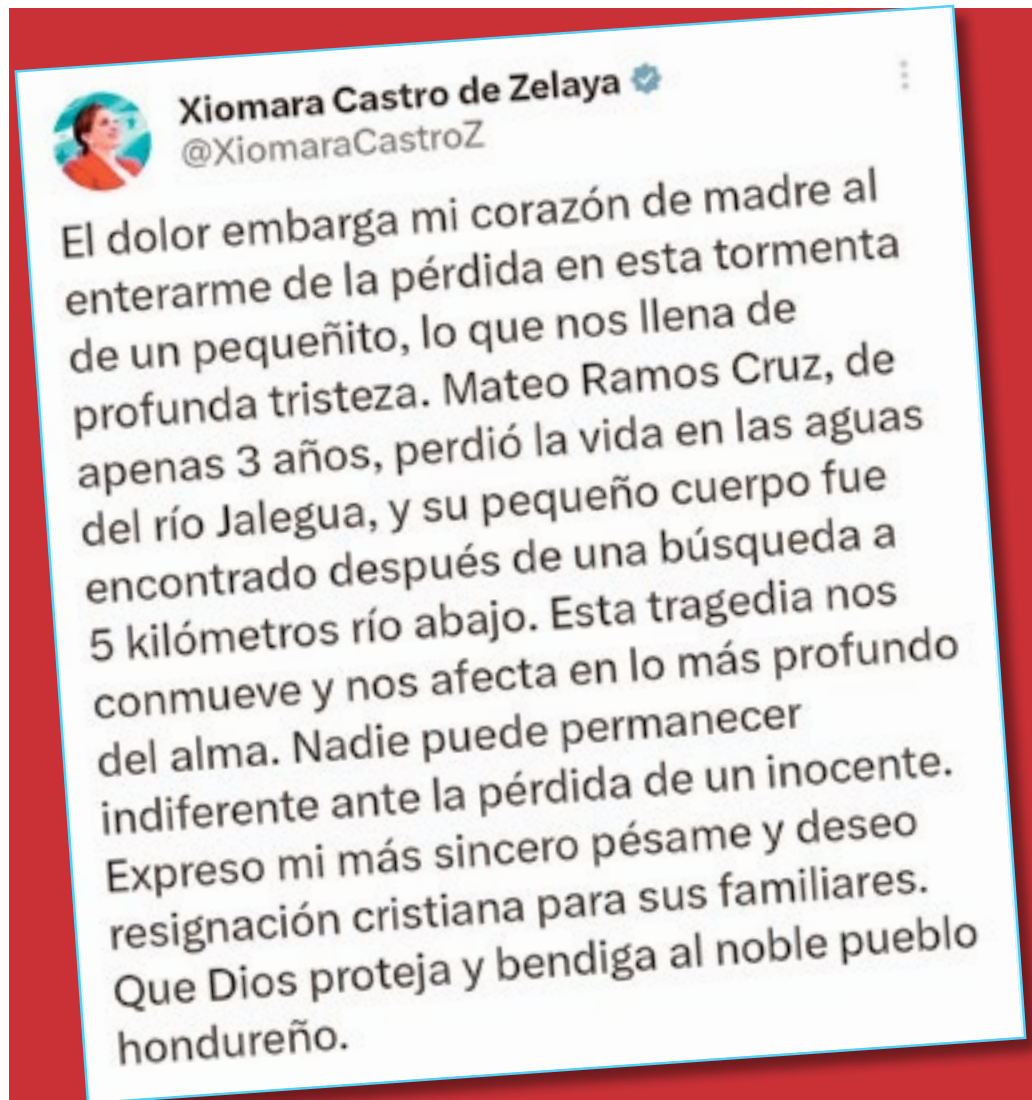 Xiomara Castro de Zelaya
@XiomaraCastroZ
El dolor embarga mi corazón de madre al
enterarme de la pérdida en esta tormenta
de un pequeñito, lo que nos llena de
profunda tristeza. Mateo Ramos Cruz, de
apenas 3 años, perdió la vida en las aguas
del río Jalegua, y su pequeño cuerpo fue
encontrado después de una búsqueda a
5 kilómetros río abajo. Esta tragedia nos
conmueve y nos afecta en lo más profundo
del alma. Nadie puede permanecer
indiferente ante la pérdida de un inocente.
Expreso mi más sincero pésame y deseo
resignación cristiana para sus familiares.
Que Dios proteja y bendiga al noble pueblo
hondureño.